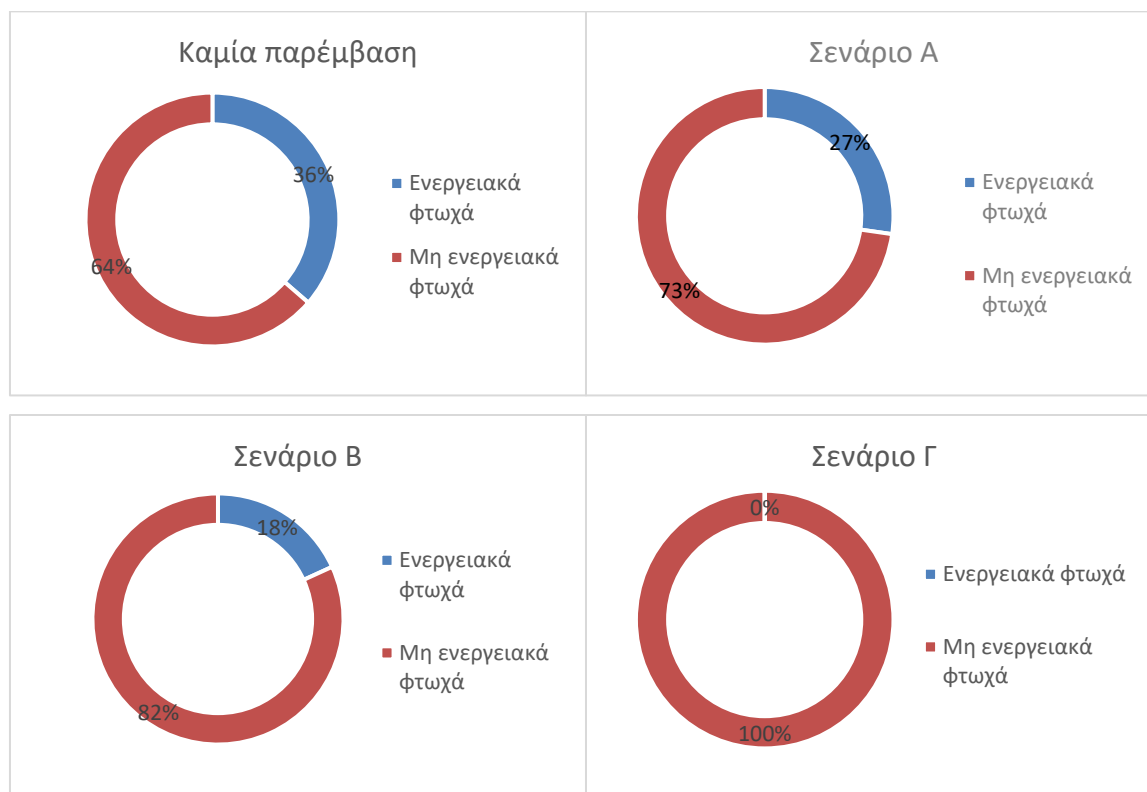 Καμία παρέμβαση
36%
64%
Ενεργειακά
φτωχά
Μη ενεργειακά
φτωχά
Σενάριο Α
27%
73%
Ενεργειακά
φτωχά
Μη ενεργειακά
φτωχά
Σενάριο Β
18%
82%
Ενεργειακά
φτωχά
Μη ενεργειακά
φτωχά
Σενάριο Γ
0%
100%
Ενεργειακά φτωχά
Μη ενεργειακά
φτωχά